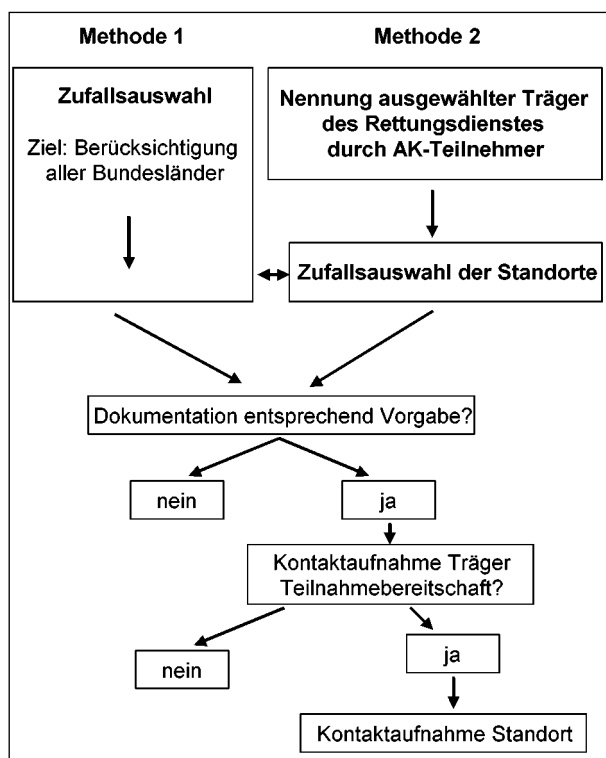 Methode 1
Methode 2
Zufallsauswahl
Ziel: Berücksichtigung
aller Bundesländer
Nennung ausgewählter Träger
des Rettungsdienstes
durch AK-Teilnehmer
Zufallsauswahl der Standorte
Dokumentation entsprechend Vorgabe?
nein
ja
Kontaktaufnahme Träger
Teilnahmebereitschaft?
nein
ja
Kontaktaufnahme Standort